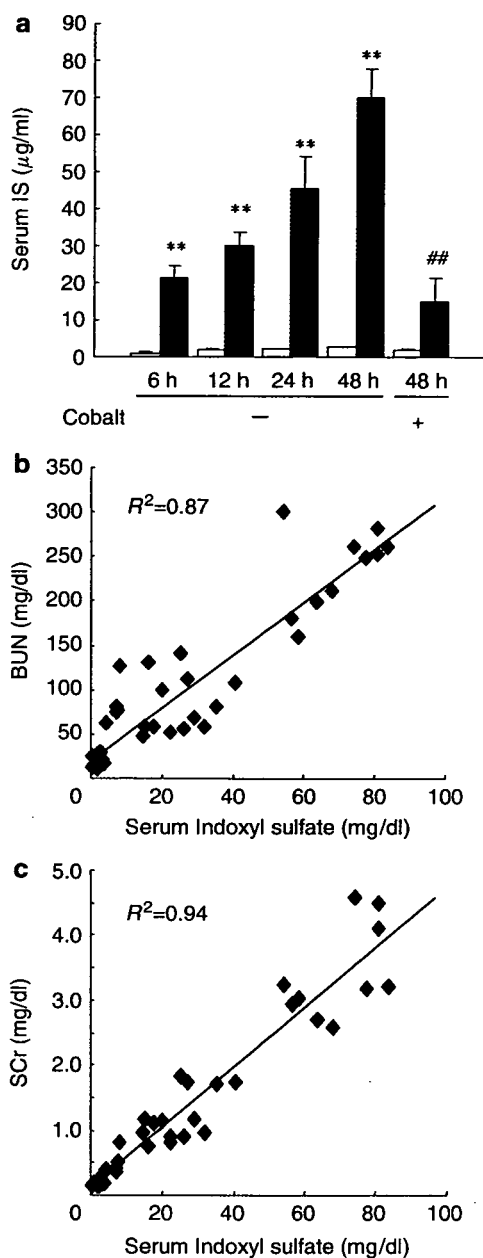 a
90
80
70
60
50
40
30
20
10
0
Serum IS (µg/ml)
**
**
**
**
##
6 h 12 h 24 h 48 h 48 h
Cobalt − +
b
R²=0.87
350
300
250
200
150
100
50
BUN (mg/dl)
0 20 40 60 80 100
Serum Indoxyl sulfate (mg/dl)
c
R²=0.94
5.0
4.0
3.0
2.0
1.0
SCr (mg/dl)
0 20 40 60 80 100
Serum Indoxyl sulfate (mg/dl)